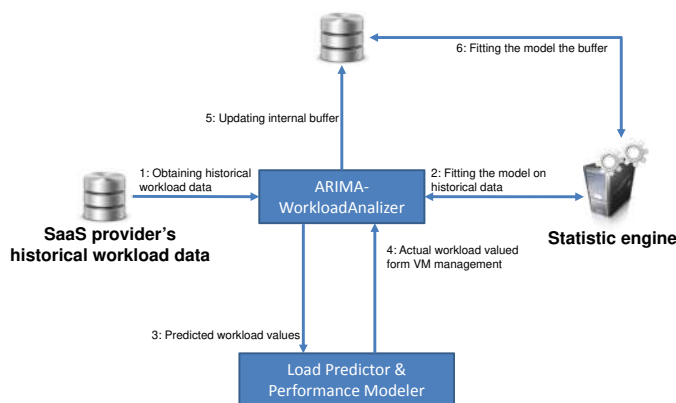 6: Fitting the model the buffer
5: Updating internal buffer
1: Obtaining historical
workload data
ARIMA-
WorkloadAnalizer
2: Fitting the model on
historical data
SaaS provider's
historical workload data
Statistic engine
4: Actual workload valued
form VM management
3: Predicted workload values
Load Predictor &
Performance Modeler